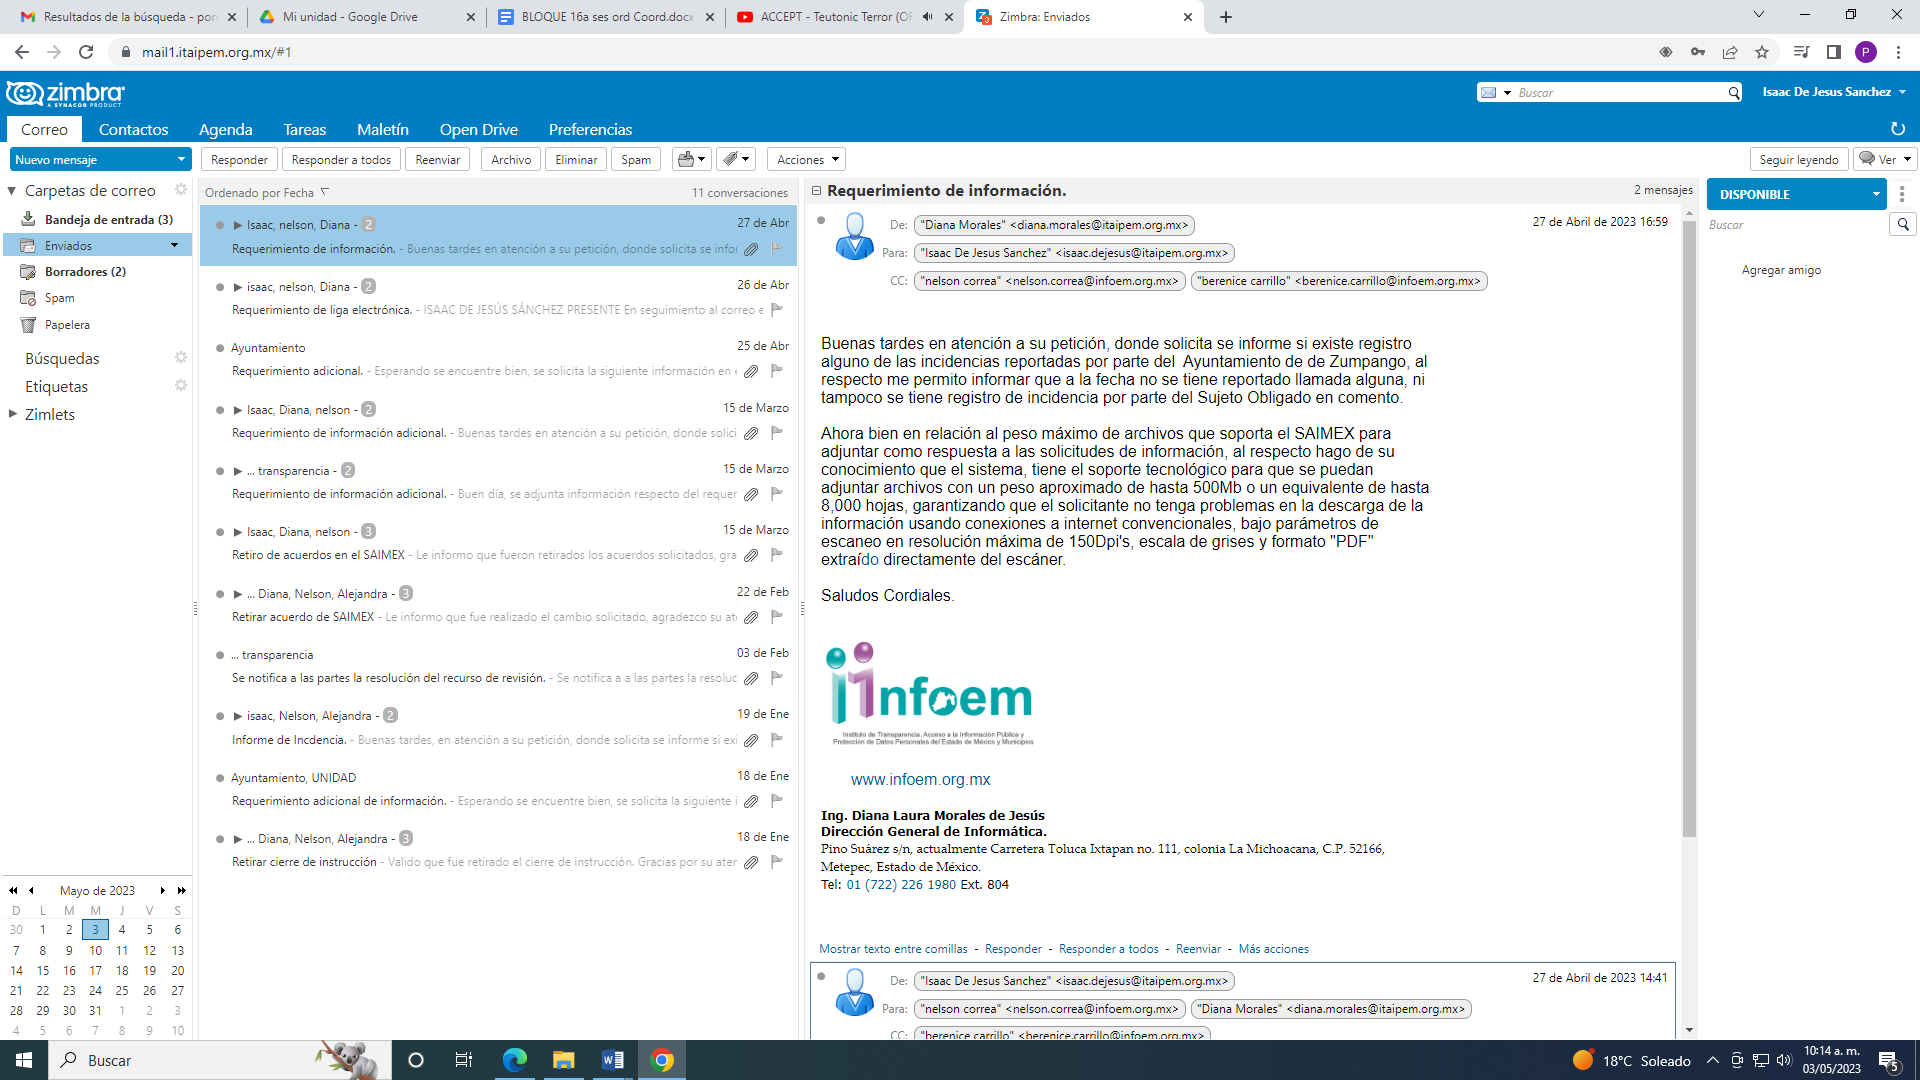 Resultados de la búsqueda - pon
Mi unidad - Google Drive
BLOQUE 16a ses ord Coord.docx
ACCEPT - Teutonic Terror (OF
Zimbra: Enviados
mail1.itaipem.org.mx/#1
P
zimbra
A SYNACOR PRODUCT
Buscar
Isaac De Jesus Sanchez
Correo Contactos Agenda Tareas Maletín Open Drive Preferencias
Nuevo mensaje
Responder Responder a todos Reenviar Archivo Eliminar Spam Acciones
Seguir leyendo Ver
Carpetas de correo
Bandeja de entrada (3)
Enviados
Borradores (2)
Spam
Papelera
Búsquedas
Etiquetas
Zimlets
Mayo de 2023
D L M M J V S
30 1 2 3 4 5 6
7 8 9 10 11 12 13
14 15 16 17 18 19 20
21 22 23 24 25 26 27
28 29 30 31 1 2 3
4 5 6 7 8 9 10
Ordenado por Fecha 11 conversaciones
Isaac, nelson, Diana - 2 27 de Abr
Requerimiento de información. - Buenas tardes en atención a su petición, donde solicita se infor
isaac, nelson, Diana - 2 26 de Abr
Requerimiento de liga electrónica. - ISAAC DE JESÚS SÁNCHEZ PRESENTE En seguimiento al correo e
Ayuntamiento 25 de Abr
Requerimiento adicional. - Esperando se encuentre bien, se solicita la siguiente información en e
Isaac, Diana, nelson - 2 15 de Marzo
Requerimiento de información adicional. - Buenas tardes en atención a su petición, donde solici
... transparencia - 2 15 de Marzo
Requerimiento de información adicional. - Buen día, se adjunta información respecto del requer
Isaac, Diana, nelson - 3 15 de Marzo
Retiro de acuerdos en el SAIMEX - Le informo que fueron retirados los acuerdos solicitados, gra
... Diana, Nelson, Alejandra - 3 22 de Feb
Retirar acuerdo de SAIMEX - Le informo que fue realizado el cambio solicitado, agradezco su ate
... transparencia 03 de Feb
Se notifica a las partes la resolución del recurso de revisión. - Se notifica a a las partes la resoluc
isaac, Nelson, Alejandra - 2 19 de Ene
Informe de Incdencia. - Buenas tardes, en atención a su petición, donde solicita se informe si exi
Ayuntamiento, UNIDAD 18 de Ene
Requerimiento adicional de información. - Esperando se encuentre bien, se solicita la siguiente i
... Diana, Nelson, Alejandra - 3 18 de Ene
Retirar cierre de instrucción - Valido que fue retirado el cierre de instrucción. Gracias por su ater
Requerimiento de información. 2 mensajes
De: "Diana Morales" <diana.morales@itaipem.org.mx> 27 de Abril de 2023 16:59
Para: "Isaac De Jesus Sanchez" <isaac.dejesus@itaipem.org.mx>
CC: "nelson correa" <nelson.correa@infoem.org.mx> "berenice carrillo" <berenice.carrillo@infoem.org.mx>
Buenas tardes en atención a su petición, donde solicita se informe si existe registro
alguno de las incidencias reportadas por parte del Ayuntamiento de de Zumpango, al
respecto me permito informar que a la fecha no se tiene reportado llamada alguna, ni
tampoco se tiene registro de incidencia por parte del Sujeto Obligado en comento.
Ahora bien en relación al peso máximo de archivos que soporta el SAIMEX para
adjuntar como respuesta a las solicitudes de información, al respecto hago de su
conocimiento que el sistema, tiene el soporte tecnológico para que se puedan
adjuntar archivos con un peso aproximado de hasta 500Mb o un equivalente de hasta
8,000 hojas, garantizando que el solicitante no tenga problemas en la descarga de la
información usando conexiones a internet convencionales, bajo parámetros de
escaneo en resolución máxima de 150Dpi's, escala de grises y formato "PDF"
extraído directamente del escáner.
Saludos Cordiales.
infoem
Instituto de Transparencia, Acceso a la Información Pública y
Protección de Datos Personales del Estado de México y Municipios
www.infoem.org.mx
Ing. Diana Laura Morales de Jesús
Dirección General de Informática.
Pino Suárez s/n, actualmente Carretera Toluca Ixtapan no. 111, colonia La Michoacana, C.P. 52166,
Metepec, Estado de México.
Tel: 01 (722) 226 1980 Ext. 804
Mostrar texto entre comillas - Responder - Responder a todos - Reenviar - Más acciones
De: "Isaac De Jesus Sanchez" <isaac.dejesus@itaipem.org.mx> 27 de Abril de 2023 14:41
Para: "nelson correa" <nelson.correa@infoem.org.mx> "Diana Morales" <diana.morales@itaipem.org.mx>
CC: "berenice carrillo" <berenice.carrillo@infoem.org.mx>
DISPONIBLE
Buscar
Agregar amigo
Buscar
18°C Soleado
10:14 a. m.
03/05/2023
5